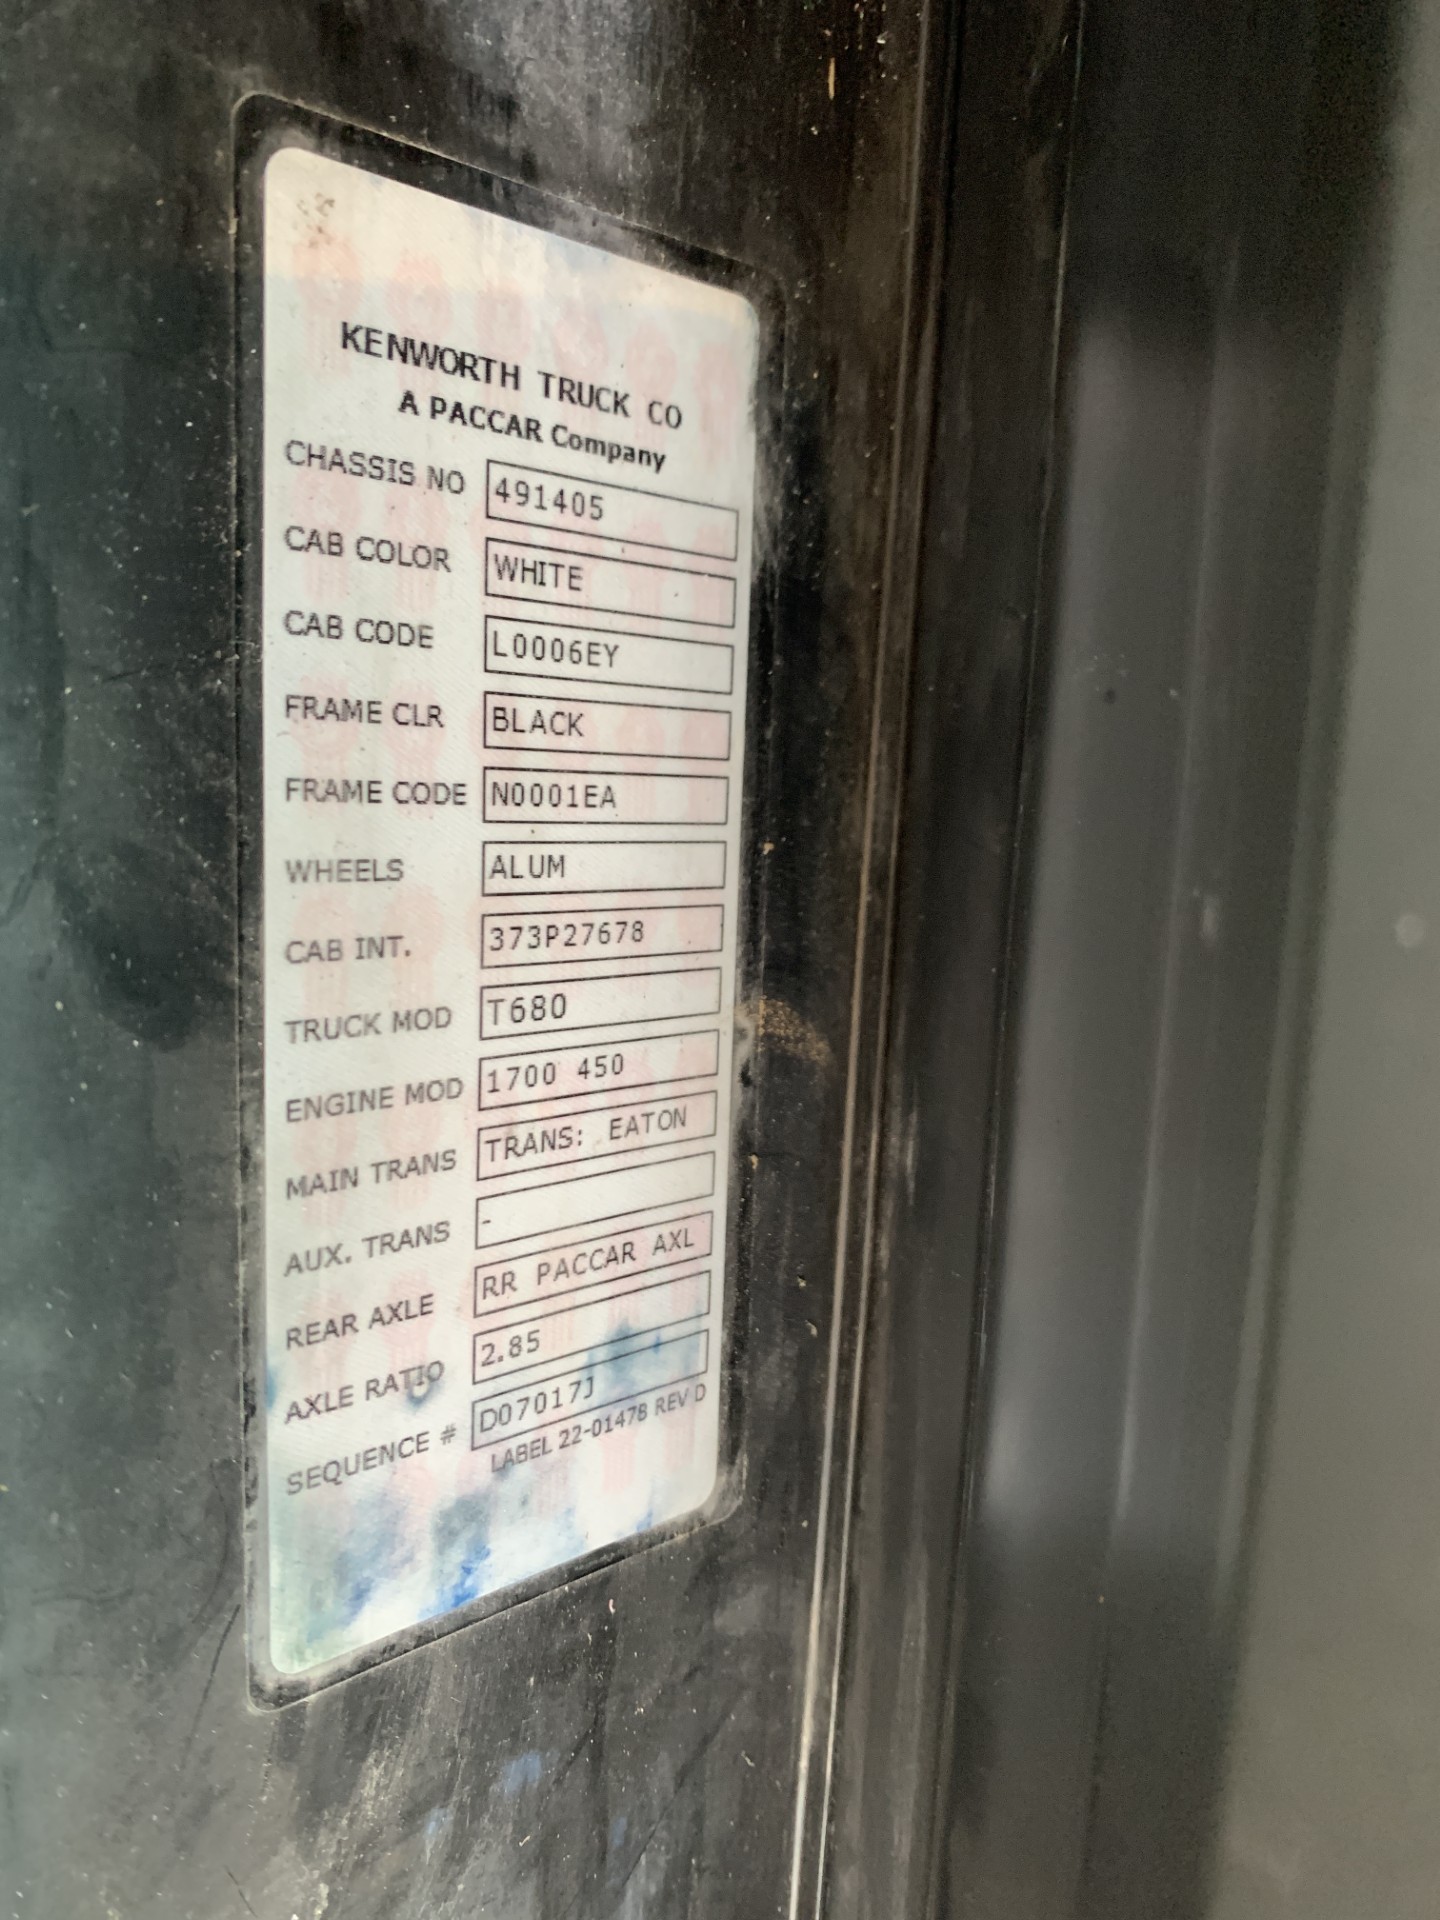 KENWORTH TRUCK CO
A PACCAR Company
CHASSIS NO 491405
CAB COLOR WHITE
CAB CODE L0006EY
FRAME CLR BLACK
FRAME CODE N0001EA
WHEELS ALUM
CAB INT. 373P27678
TRUCK MOD T680
ENGINE MOD 1700 450
MAIN TRANS TRANS: EATON
AUX. TRANS -
REAR AXLE RR PACCAR AXL
AXLE RATIO 2.85
SEQUENCE # D07017J
LABEL 22-01478 REV D